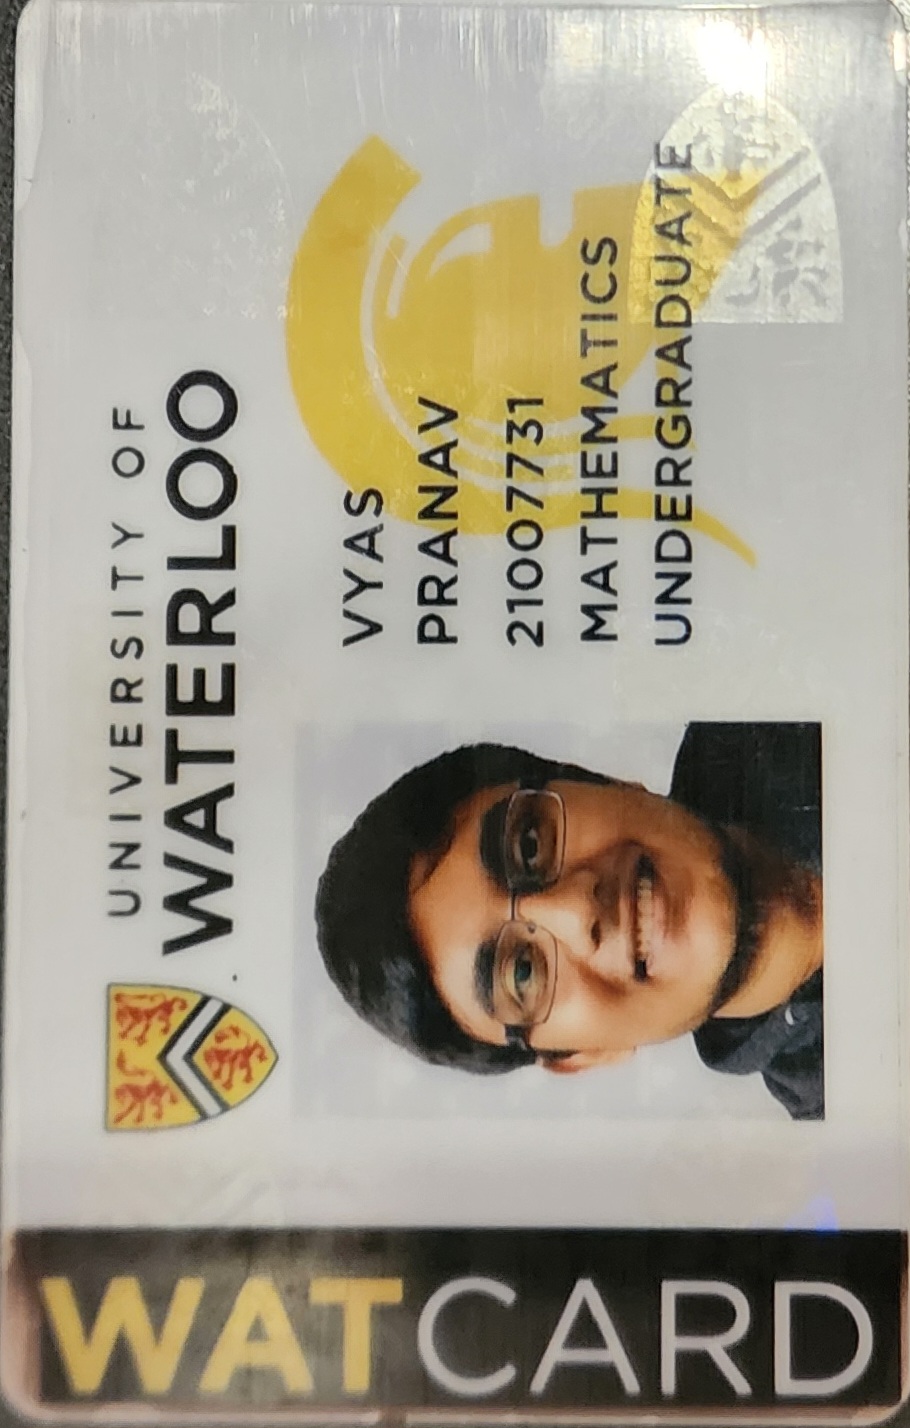 UNIVERSITY OF
WATERLOO
VYAS
PRANAV
21007731
MATHEMATICS
UNDERGRADUATE
WATCARD